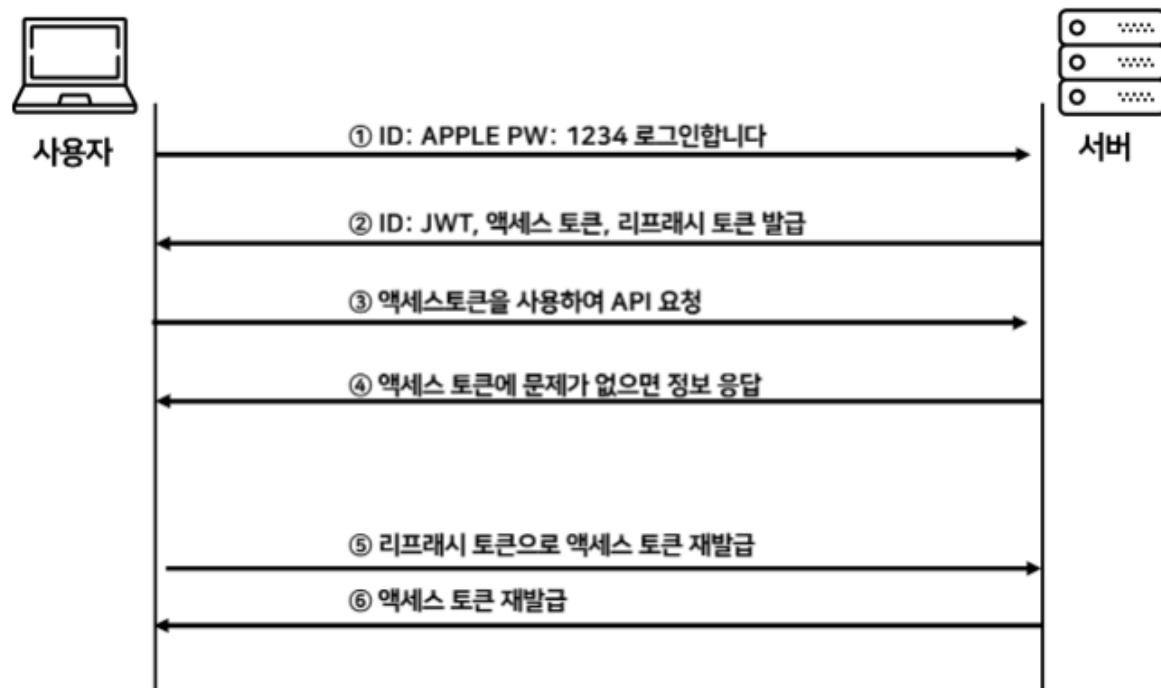 사용자
서버
① ID: APPLE PW: 1234 로그인합니다
② ID: JWT, 액세스 토큰, 리프래시 토큰 발급
③ 액세스토큰을 사용하여 API 요청
④ 액세스 토큰에 문제가 없으면 정보 응답
⑤ 리프래시 토큰으로 액세스 토큰 재발급
⑥ 액세스 토큰 재발급